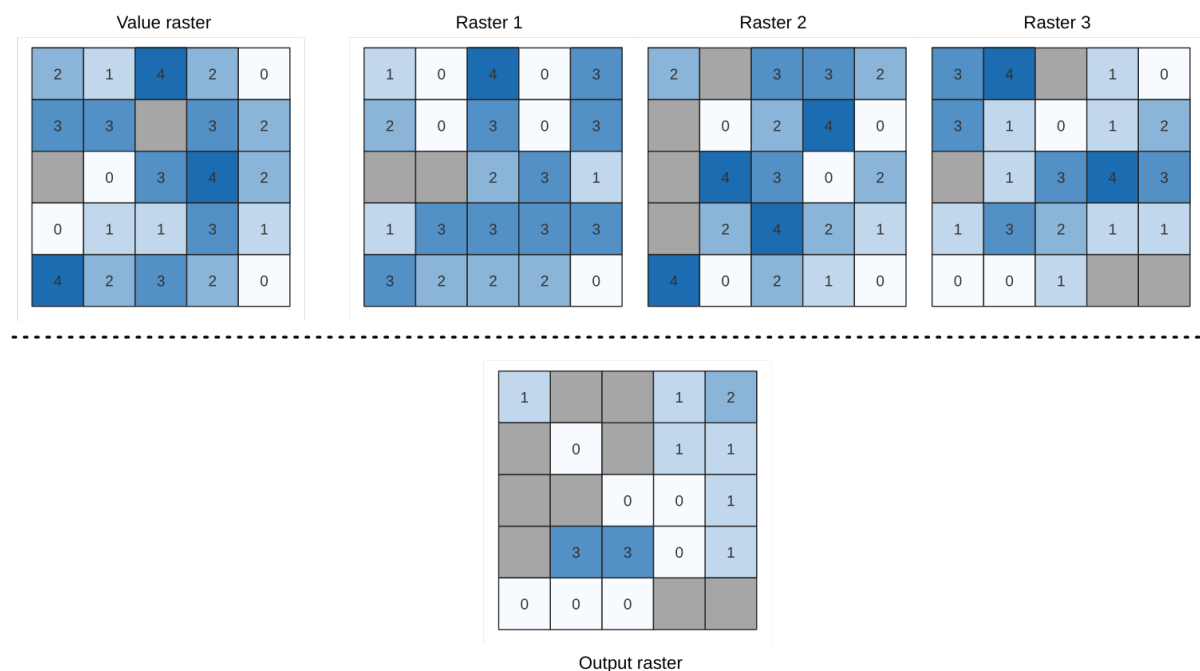 Value raster Raster 1 Raster 2 Raster 3
2 1 4 2 0 1 0 4 0 3 2 3 3 2 3 4 1 0
3 3 3 2 2 0 3 0 3 0 2 4 0 3 1 0 1 2
0 3 4 2 2 3 1 4 3 0 2 1 3 4 3
0 1 1 3 1 1 3 3 3 3 2 4 2 1 1 3 2 1 1
4 2 3 2 0 3 2 2 2 0 4 0 2 1 0 0 0 1
1 1 2
0 1 1
0 0 1
3 3 0 1
0 0 0
Output raster